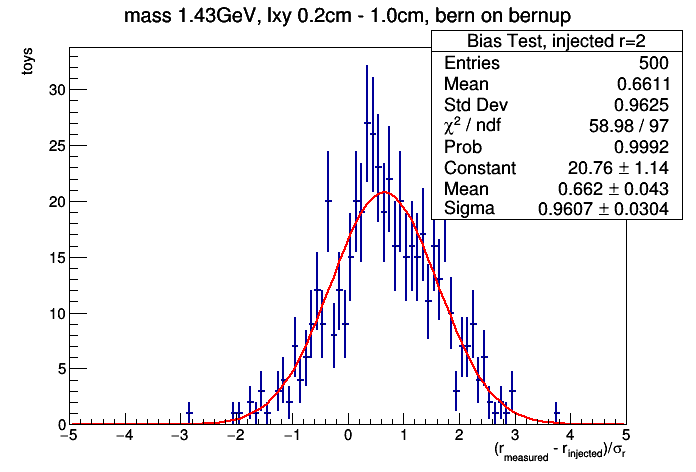 mass 1.43GeV, lxy 0.2cm - 1.0cm, bern on bernup
toys
Bias Test, injected r=2
Entries 500
Mean 0.6611
Std Dev 0.9625
χ² / ndf 58.98 / 97
Prob 0.9992
Constant 20.76 ± 1.14
Mean 0.662 ± 0.043
Sigma 0.9607 ± 0.0304
30
25
20
15
10
5
0
−5 −4 −3 −2 −1 0 1 2 3 4 5
(r_measured - r_injected)/σ_r